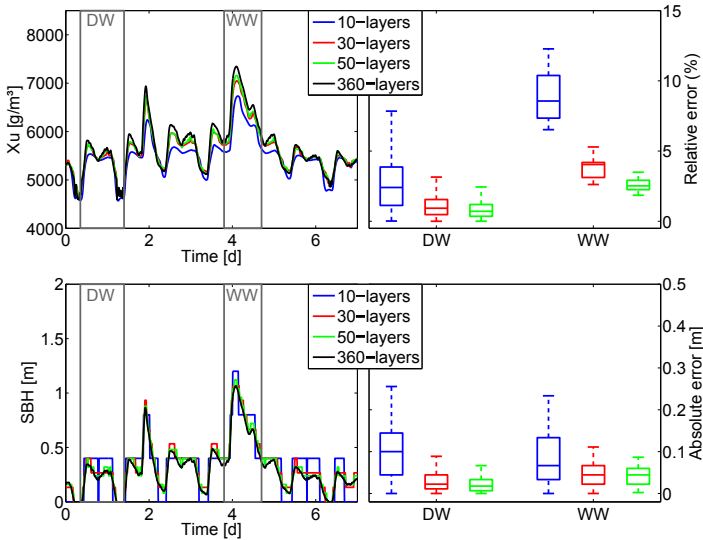 8500
8000
7000
6000
5000
4000
Xu [g/m³]
DW
WW
0
2
4
6
Time [d]
10−layers
30−layers
50−layers
360−layers
15
10
5
0
Relative error (%)
DW
WW
2
1.5
1
0.5
0
SBH [m]
DW
WW
0
2
4
6
Time [d]
10−layers
30−layers
50−layers
360−layers
0.5
0.4
0.3
0.2
0.1
0
Absolute error [m]
DW
WW